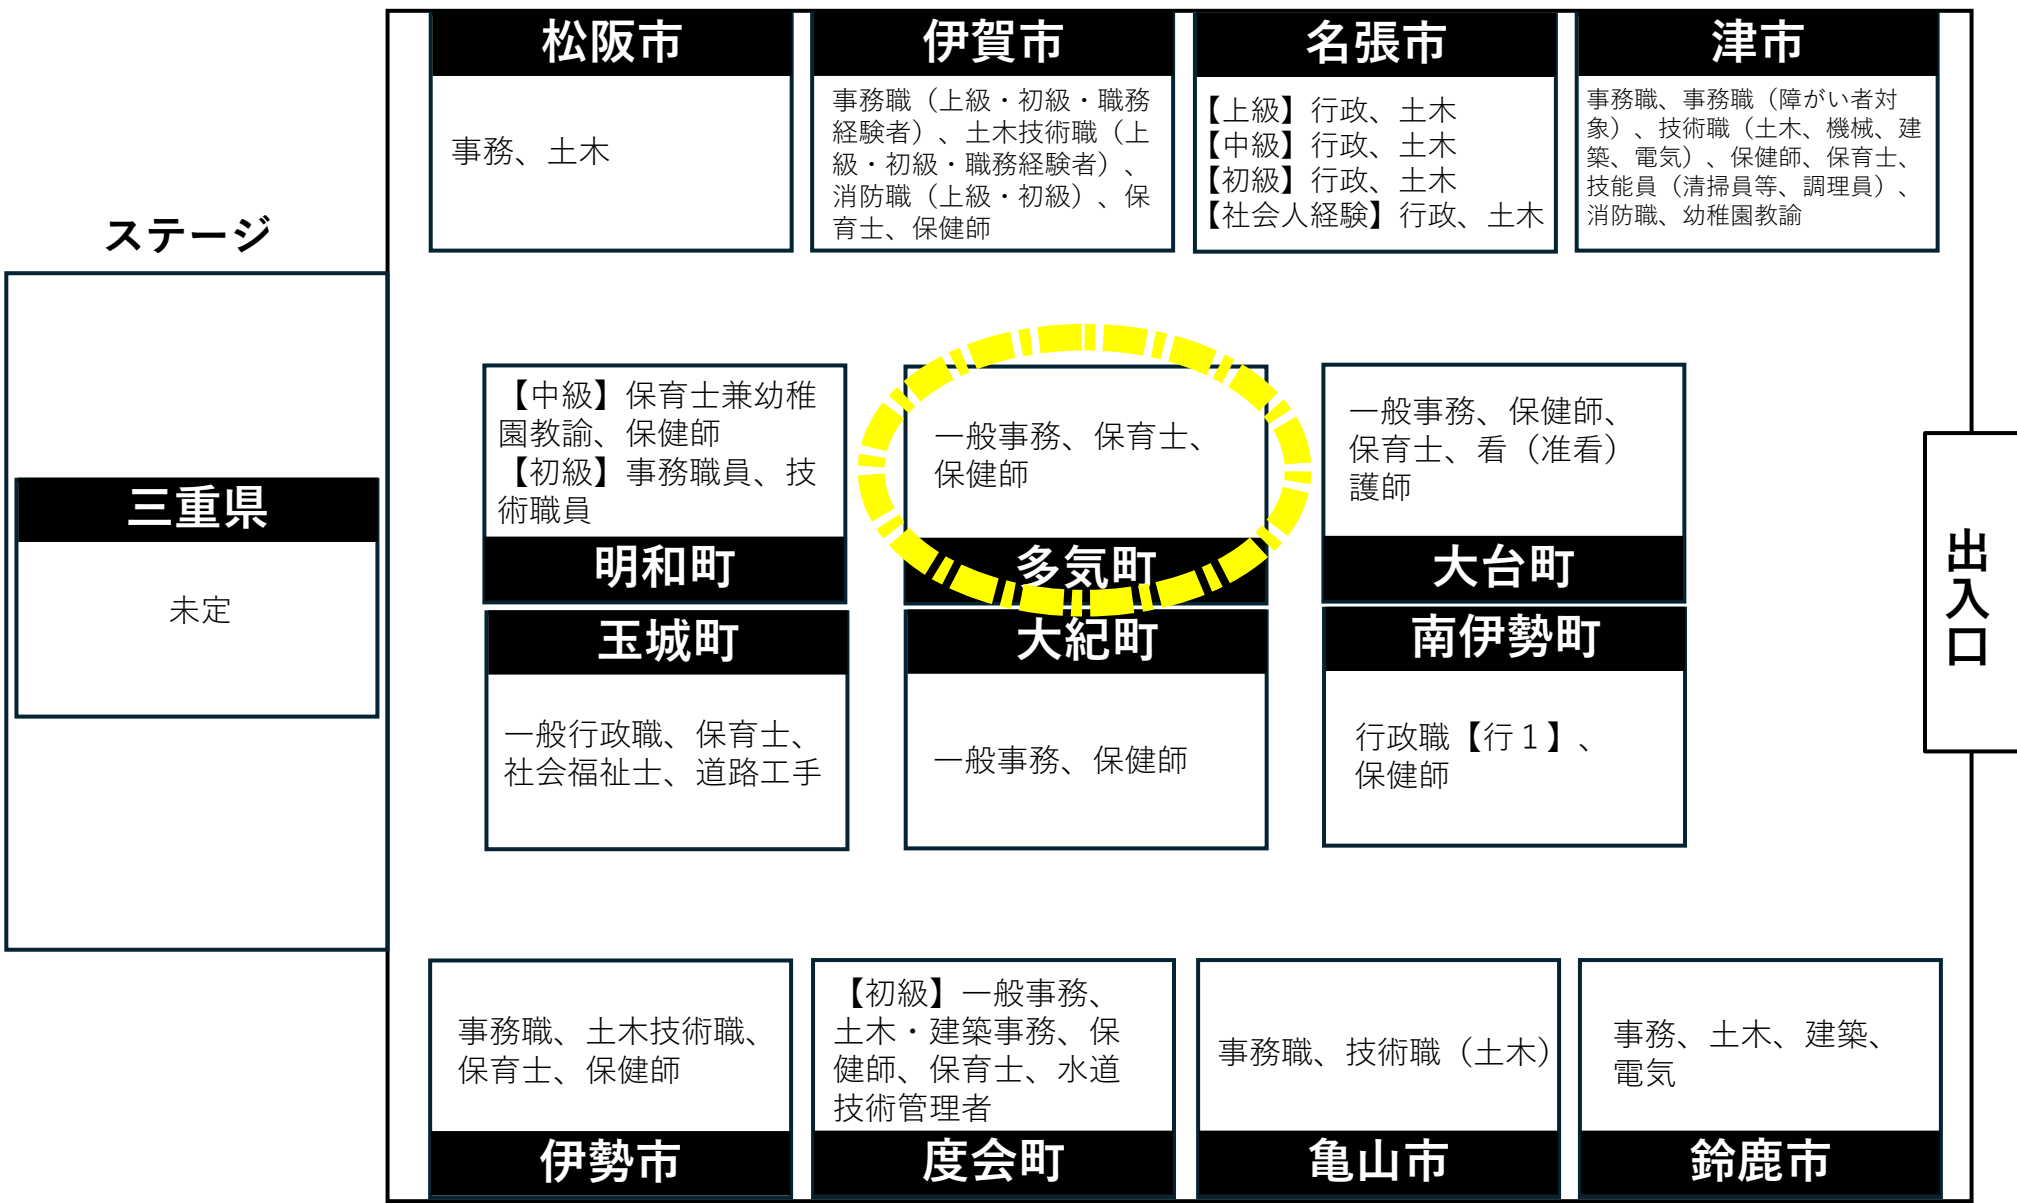 松阪市
事務、土木
伊賀市
事務職（上級・初級・職務
経験者）、土木技術職（上
級・初級・職務経験者）、
消防職（上級・初級）、保
育士、保健師
名張市
【上級】行政、土木
【中級】行政、土木
【初級】行政、土木
【社会人経験】行政、土木
津市
事務職、事務職（障がい者対
象）、技術職（土木、機械、建
築、電気）、保健師、保育士、
技能員（清掃員等、調理員）、
消防職、幼稚園教諭
ステージ
三重県
未定
【中級】保育士兼幼稚
園教諭、保健師
【初級】事務職員、技
術職員
明和町
一般事務、保育士、
保健師
多気町
一般事務、保健師、
保育士、看（准看）
護師
大台町
出入口
玉城町
一般行政職、保育士、
社会福祉士、道路工手
大紀町
一般事務、保健師
南伊勢町
行政職【行１】、
保健師
事務職、土木技術職、
保育士、保健師
伊勢市
【初級】一般事務、
土木・建築事務、保
健師、保育士、水道
技術管理者
度会町
事務職、技術職（土木）
亀山市
事務、土木、建築、
電気
鈴鹿市